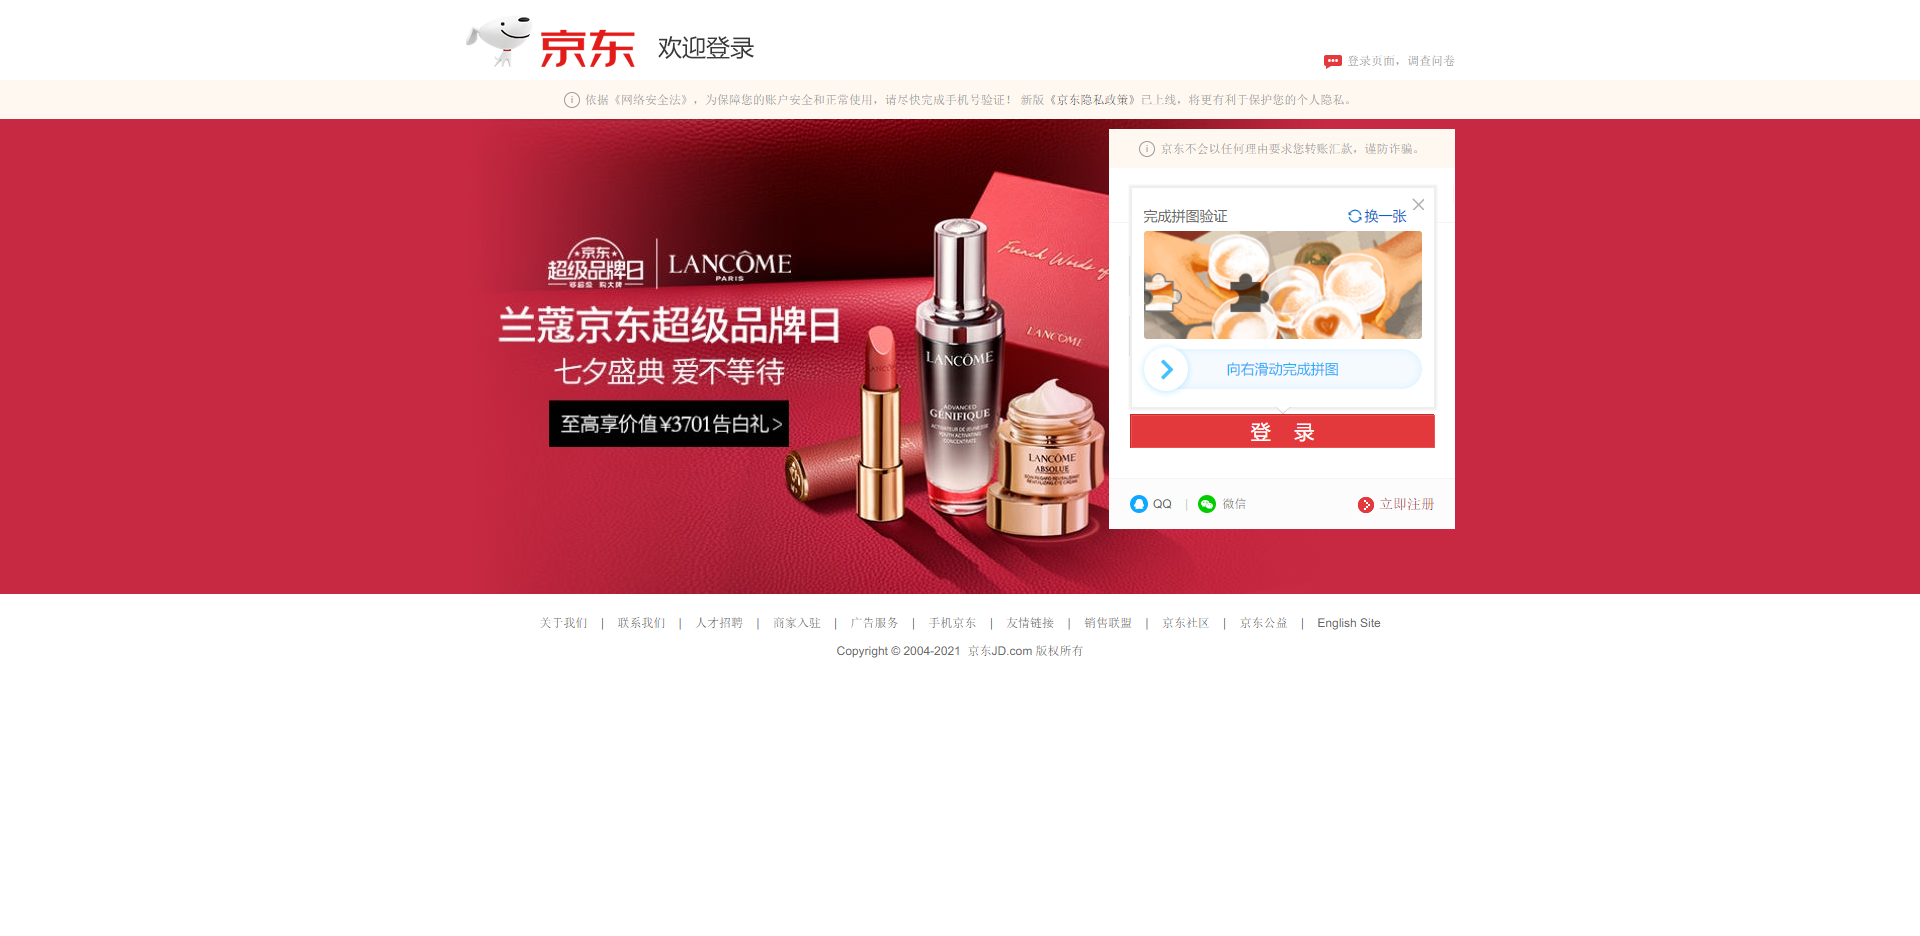 京东 欢迎登录
登录页面，调查问卷
依据《网络安全法》，为保障您的账户安全和正常使用，请尽快完成手机号验证！ 新版《京东隐私政策》已上线，将更有利于保护您的个人隐私。
京东不会以任何理由要求您转账汇款，谨防诈骗。
完成拼图验证
换一张
向右滑动完成拼图
登 录
QQ
微信
立即注册
京东
超级品牌日
LANCÔME
PARIS
兰蔻京东超级品牌日
七夕盛典 爱不等待
至高享价值¥3701告白礼>
French Words of
LANCÔME
LANCÔME
LANCÔME
ADVANCED
GÉNIFIQUE
ACTIVATEUR DE JEUNESSE
YOUTH ACTIVATING
CONCENTRATE
LANCÔME
ABSOLUE
关于我们 | 联系我们 | 人才招聘 | 商家入驻 | 广告服务 | 手机京东 | 友情链接 | 销售联盟 | 京东社区 | 京东公益 | English Site
Copyright © 2004-2021 京东JD.com 版权所有